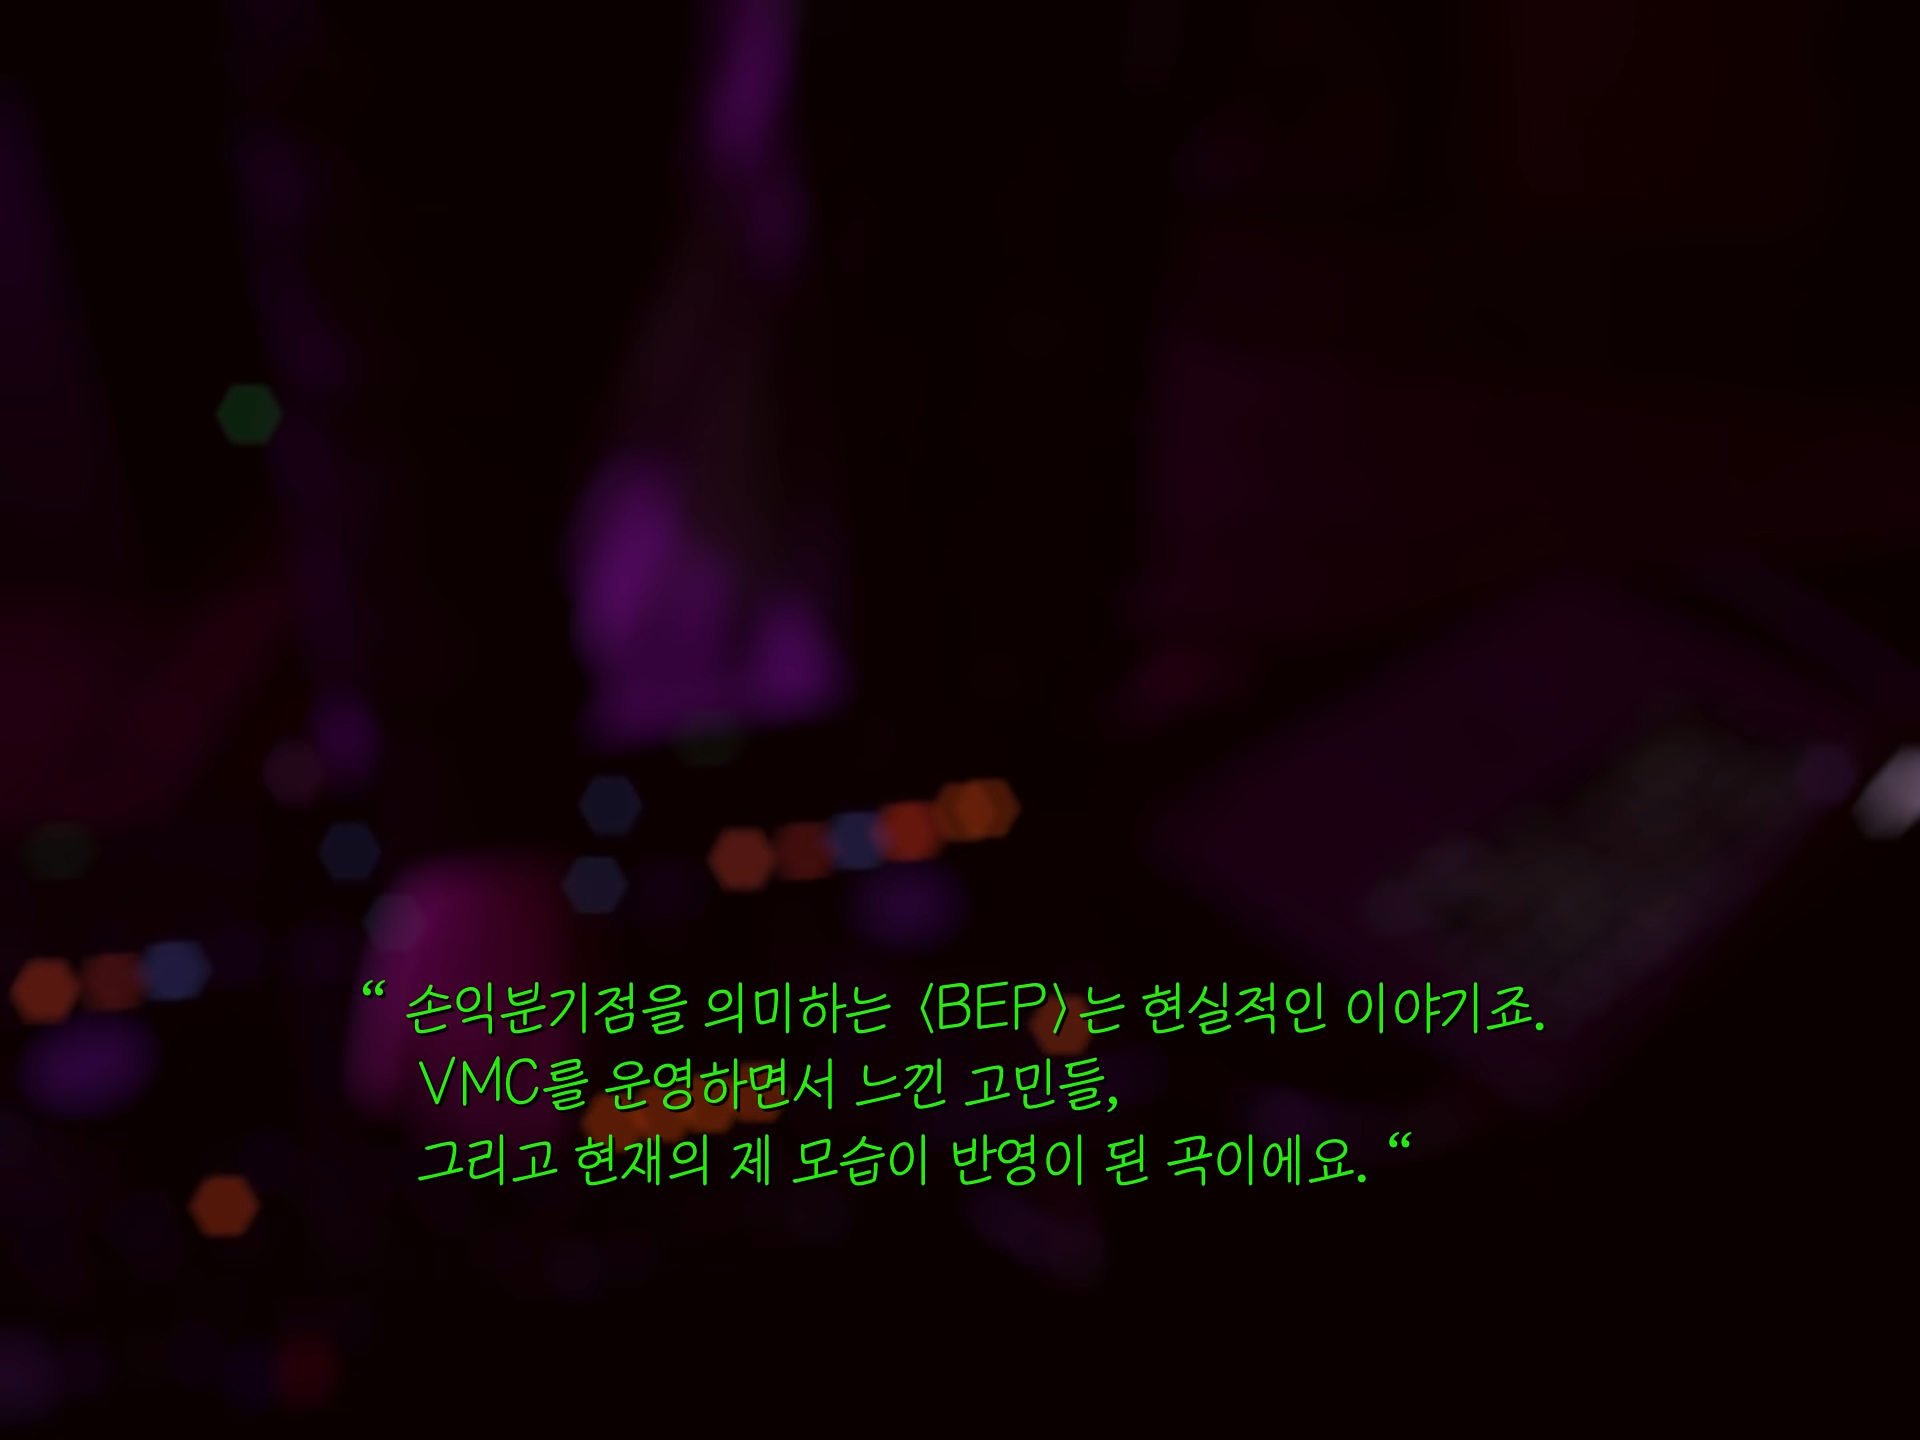 “ 손익분기점을 의미하는 〈BEP〉는 현실적인 이야기죠.
VMC를 운영하면서 느낀 고민들,
그리고 현재의 제 모습이 반영이 된 곡이에요. “